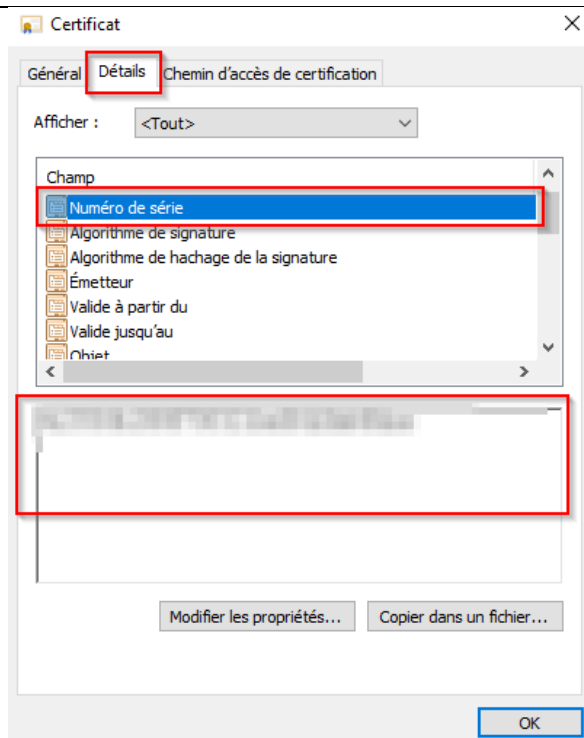 Certificat
Général Détails Chemin d'accès de certification
Afficher : <Tout>
Champ
Numéro de série
Algorithme de signature
Algorithme de hachage de la signature
Émetteur
Valide à partir du
Valide jusqu'au
Objet
Modifier les propriétés... Copier dans un fichier...
OK